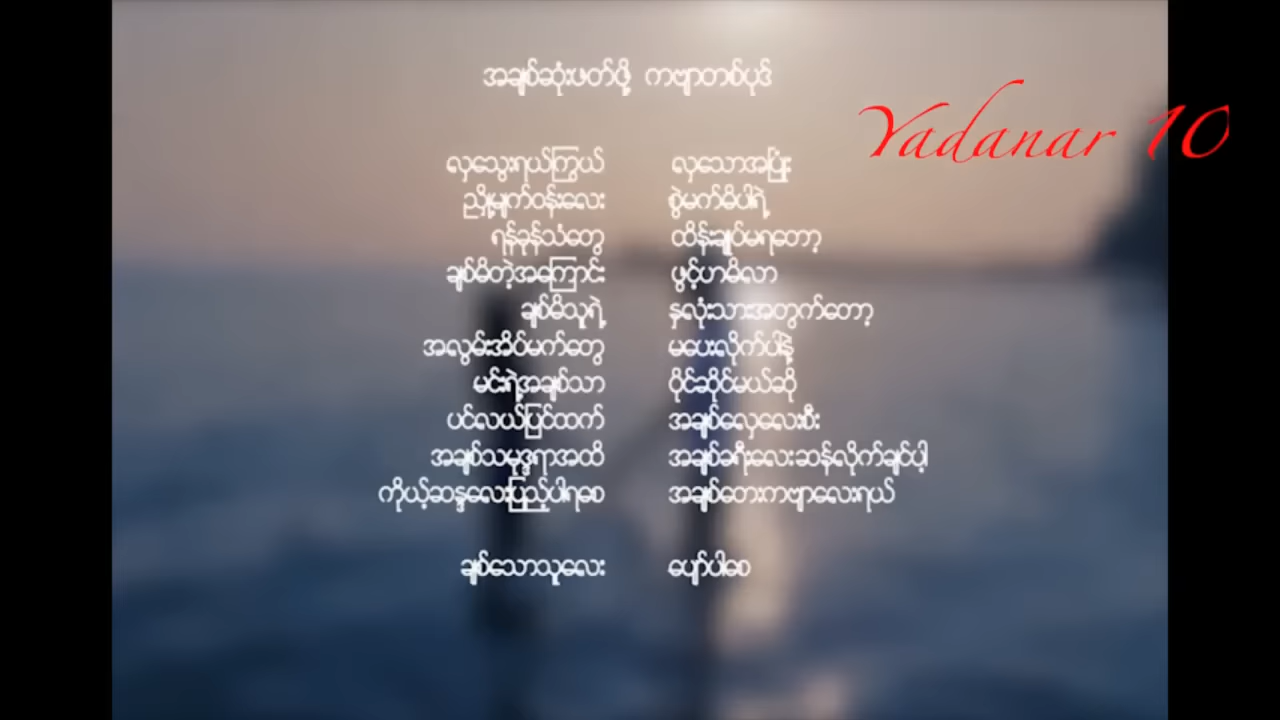 အချစ်ဆုံးဖတ်ဖို့ ကဗျာတစ်ပုဒ်
Yadanar 10
လှသွေးရယ်ကြွယ် လှသောအပြုံး
ညှို့မျက်ဝန်းလေး စွဲမက်မိပါရဲ့
ရန်ခုန်သံတွေ ထိန်းချုပ်မရတော့
ချစ်မိတဲ့အကြောင်း ဖွင့်ဟမိလာ
ချစ်မိသူရဲ့ နှလုံးသားအတွက်တော့
အလွမ်းအိပ်မက်တွေ မပေးလိုက်ပါနဲ့
မင်းရဲ့အချစ်သာ ပိုင်ဆိုင်မယ်ဆို
ပင်လယ်ပြင်ထက် အချစ်လှေလေးစီး
အချစ်သမုဒ္ဒရာအထိ အချစ်ခရီးလေးဆန်လိုက်ချင်ပါ့
ကိုယ့်ဆန္ဒလေးပြည့်ပါရစေ အချစ်တေးကဗျာလေးရယ်
ချစ်သောသူလေး ပျော်ပါစေ